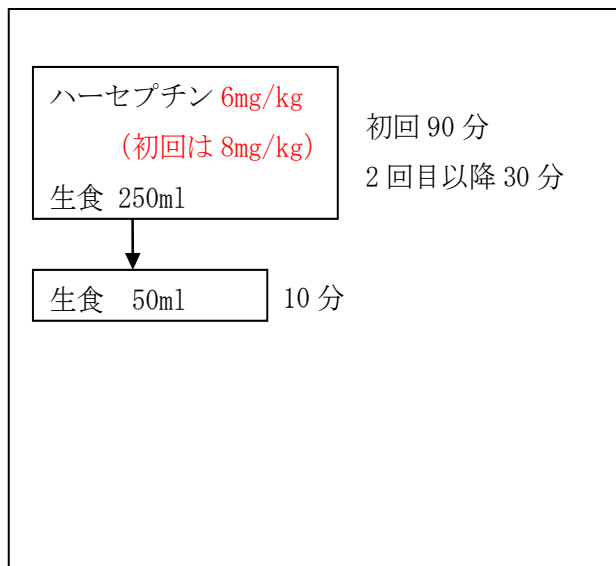 ハーセプチン 6mg/kg
(初回は 8mg/kg)
生食 250ml
初回 90 分
2 回目以降 30 分
生食 50ml
10 分